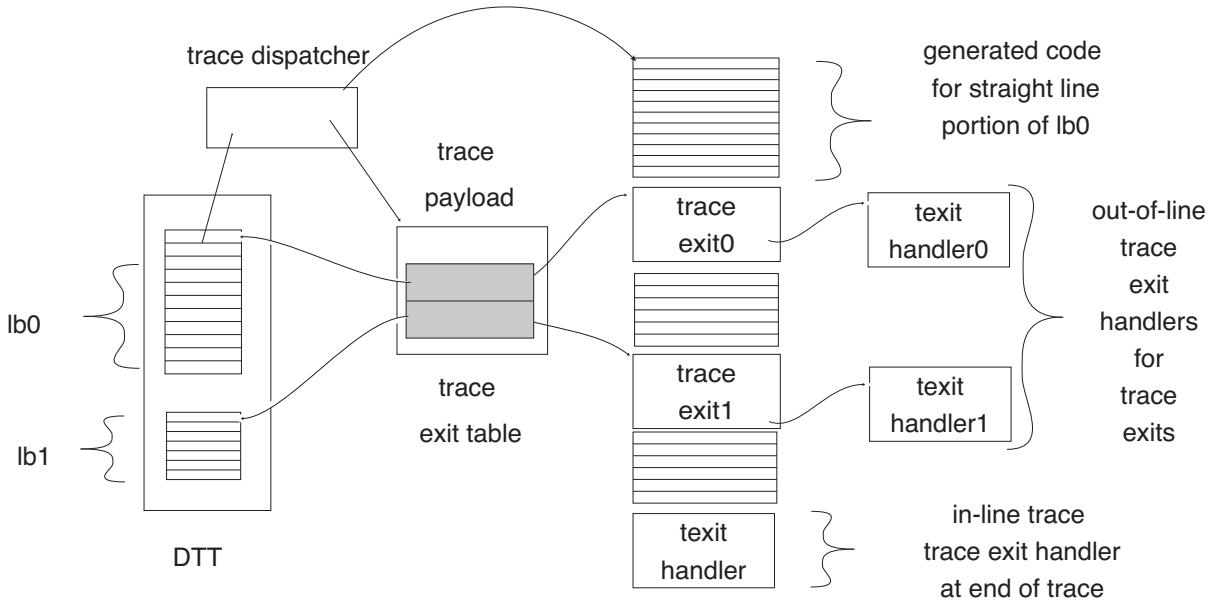 trace dispatcher
generated code
for straight line
portion of lb0
trace
payload
trace
exit0
texit
handler0
out-of-line
trace
exit
handlers
for
trace
exits
lb0
trace
exit table
trace
exit1
texit
handler1
lb1
DTT
texit
handler
in-line trace
trace exit handler
at end of trace